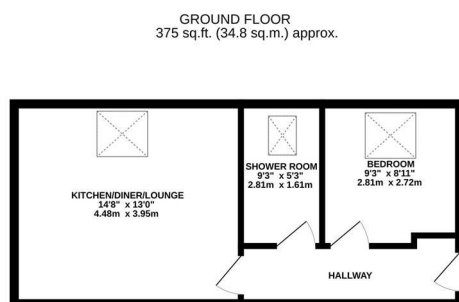 GROUND FLOOR
375 sq.ft. (34.8 sq.m.) approx.
KITCHEN/DINER/LOUNGE
14'8" x 13'0"
4.48m x 3.95m
SHOWER ROOM
9'3" x 5'3"
2.81m x 1.61m
BEDROOM
9'3" x 8'11"
2.81m x 2.72m
HALLWAY